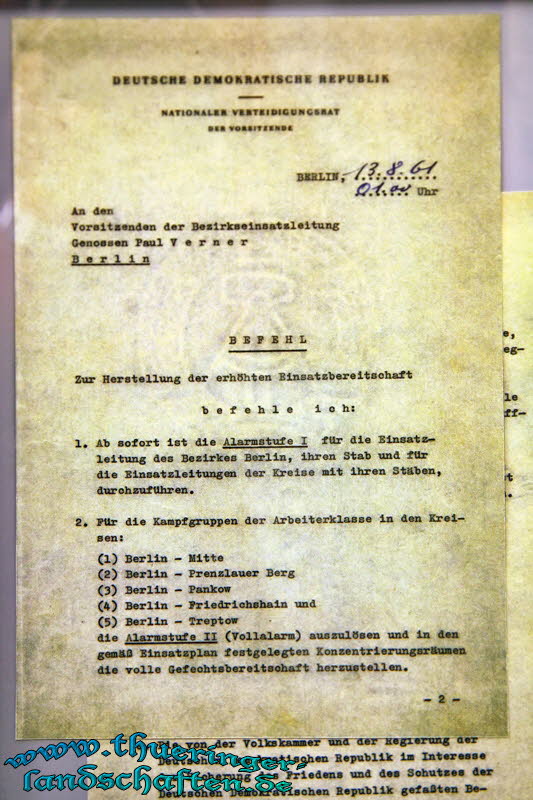 DEUTSCHE DEMOKRATISCHE REPUBLIK
NATIONALER VERTEIDIGUNGSRAT
DER VORSITZENDE
BERLIN, 13.8.61
01.00 Uhr
An den
Vorsitzenden der Bezirkseinsatzleitung
Genossen Paul V e r n e r
B e r l i n
B E F E H L
Zur Herstellung der erhöhten Einsatzbereitschaft
b e f e h l e  i c h :
1. Ab sofort ist die Alarmstufe I für die Einsatz-
leitung des Bezirkes Berlin, ihren Stab und für
die Einsatzleitungen der Kreise mit ihren Stäben,
durchzuführen.
2. Für die Kampfgruppen der Arbeiterklasse in den Krei-
sen:
(1) Berlin - Mitte
(2) Berlin - Prenzlauer Berg
(3) Berlin - Pankow
(4) Berlin - Friedrichshain und
(5) Berlin - Treptow
die Alarmstufe II (Vollalarm) auszulösen und in den
gemäß Einsatzplan festgelegten Konzentrierungsräumen
die volle Gefechtsbereitschaft herzustellen.
- 2 -
von der Volkskammer und der Regierung der
Deutschen Demokratischen Republik im Interesse
des Friedens und des Schutzes der
Deutschen Demokratischen Republik gefaßten Be-
www.thueringer-
landschaften.de